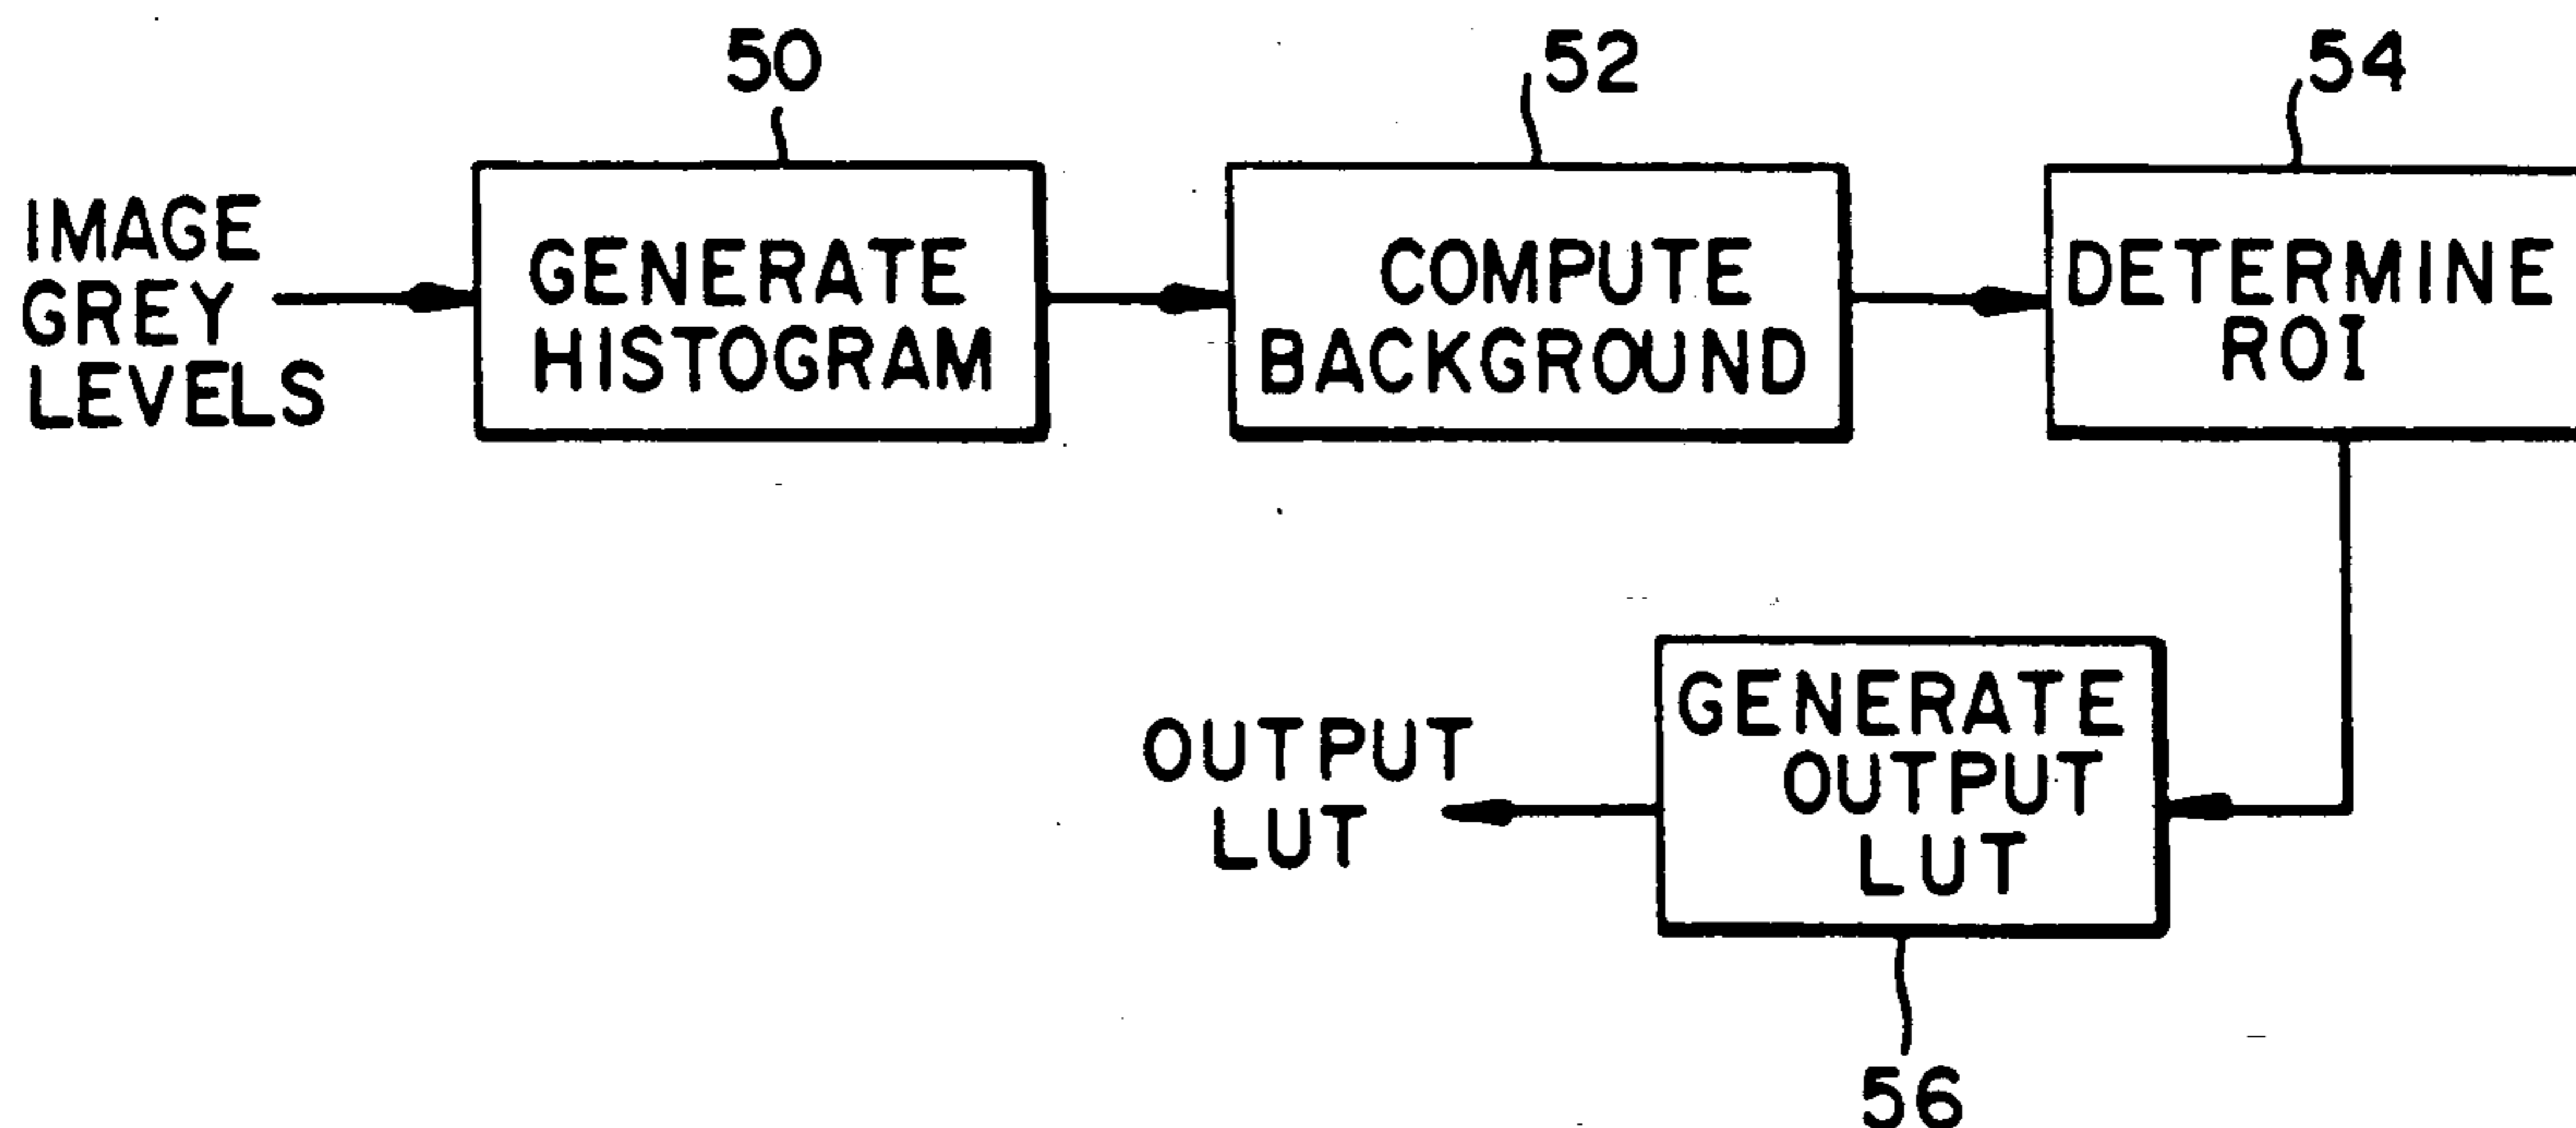 50
52
54
IMAGE
GREY
LEVELS
GENERATE
HISTOGRAM
COMPUTE
BACKGROUND
DETERMINE
ROI
GENERATE
OUTPUT
LUT
OUTPUT
LUT
56